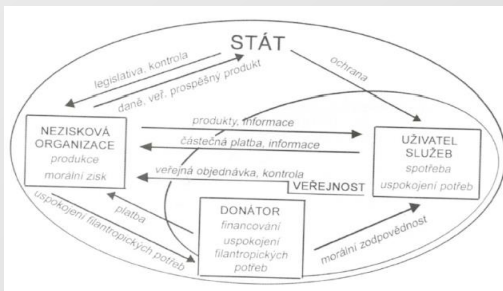 STÁT
legislativa, kontrola
daně, veř. prospěšný produkt
ochrana
produkty, informace
částečná platba, informace
veřejná objednávka, kontrola
NEZISKOVÁ
ORGANIZACE
produkce
morální zisk
UŽIVATEL
SLUŽEB
spotřeba
uspokojení potřeb
VEŘEJNOST
uspokojení
filantropických potřeb
platba
DONÁTOR
financování
uspokojení
filantropických
potřeb
morální zodpovědnost